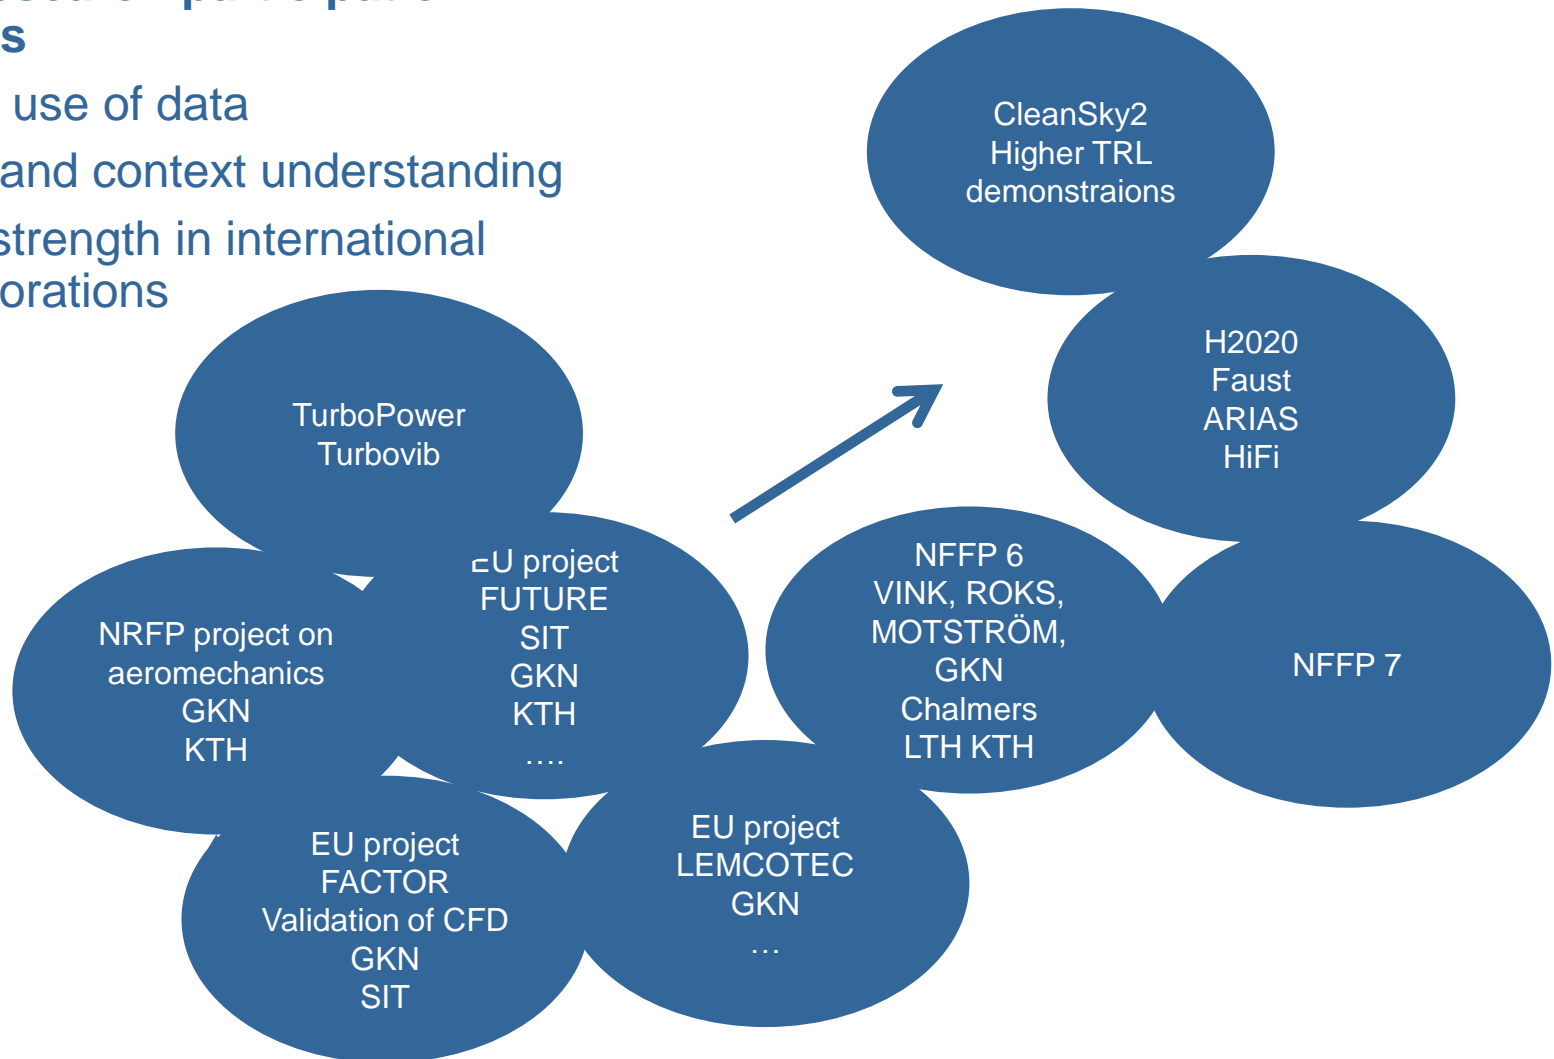 s
use of data
and context understanding
strength in international
orations
CleanSky2
Higher TRL
demonstraions
H2020
Faust
ARIAS
HiFi
TurboPower
Turbovib
EU project
FUTURE
SIT
GKN
KTH
....
NFFP 6
VINK, ROKS,
MOTSTRÖM,
GKN
Chalmers
LTH KTH
NFFP 7
NRFP project on
aeromechanics
GKN
KTH
EU project
FACTOR
Validation of CFD
GKN
SIT
EU project
LEMCOTEC
GKN
...